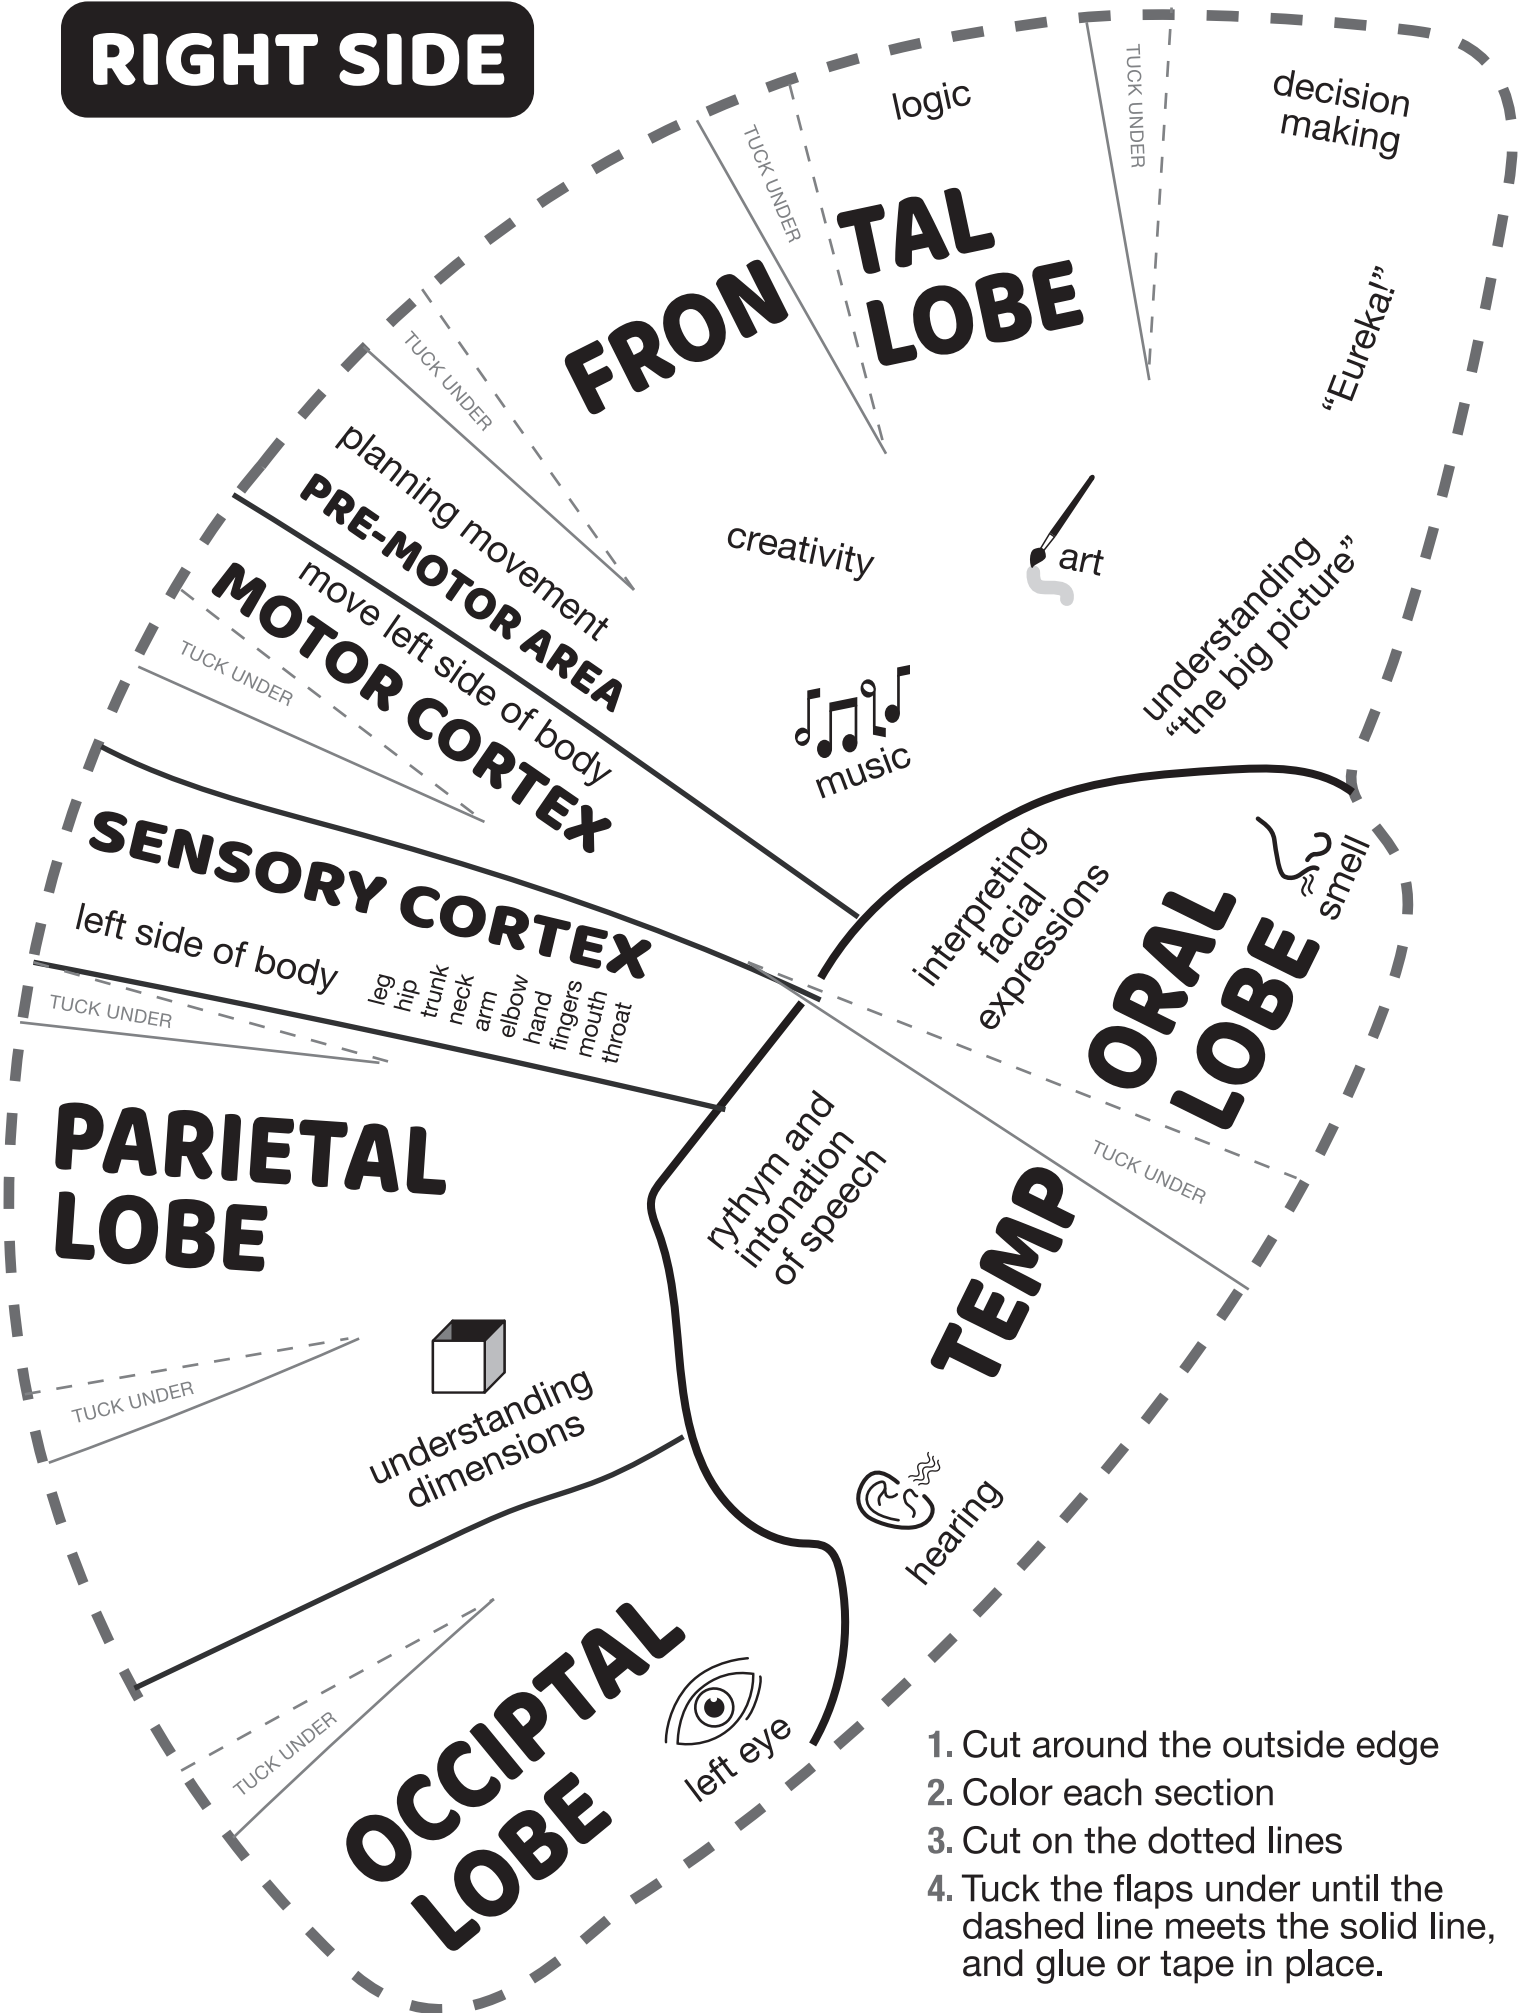 RIGHT SIDE
logic
TUCK UNDER
decision
making
TUCK UNDER
FRON
TAL
LOBE
"Eureka!"
TUCK UNDER
planning movement
PRE-MOTOR AREA
move left side of body
MOTOR CORTEX
TUCK UNDER
creativity
art
music
understanding
“the big picture”
SENSORY CORTEX
left side of body
leg
hip
trunk
neck
arm
elbow
hand
fingers
mouth
throat
TUCK UNDER
interpreting
facial
expressions
smell
ORAL
LOBE
TUCK UNDER
TEMP
rythym and
intonation
of speech
hearing
PARIETAL
LOBE
TUCK UNDER
understanding
dimensions
TUCK UNDER
OCCIPTAL
LOBE
left eye
1. Cut around the outside edge
2. Color each section
3. Cut on the dotted lines
4. Tuck the flaps under until the
dashed line meets the solid line,
and glue or tape in place.